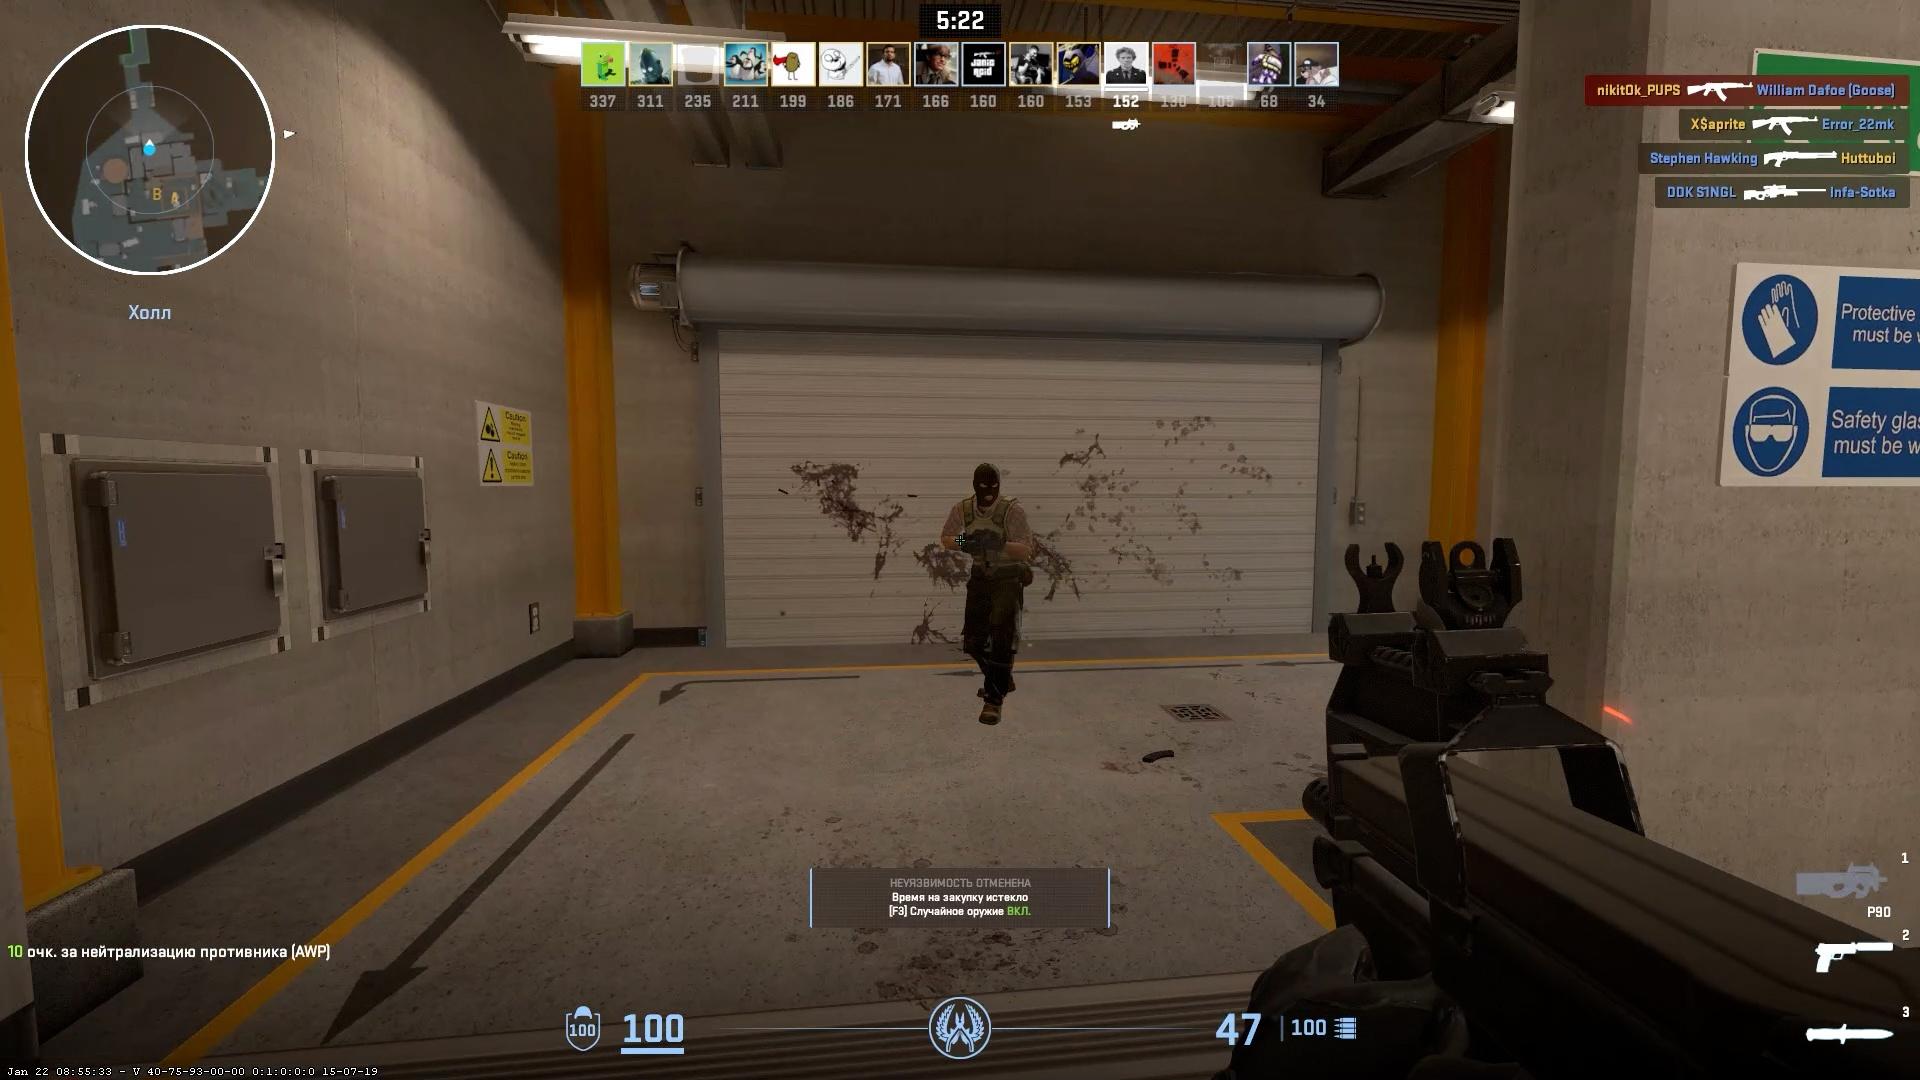 5:22
337 311 235 211 199 186 171 166 160 160 153 152 130 105 68 34
nikitOk_PUPS William Dafoe (Goose)
X$aprite Error_22mk
Stephen Hawking Huttuboi
DDK S1NGL Infa-Sotka
B A
Холл
Caution
Caution
Protective
must be
Safety
must be
НЕУЯЗВИМОСТЬ ОТМЕНЕНА
Время на закупку истекло
[F3] Случайное оружие ВКЛ.
10 очк. за нейтрализацию противника (AWP)
1
P90
2
3
100 100
47 100
Jan 22 08:55:33 - V 40-75-93-00-00 0:1:0:0:0 15-07-19